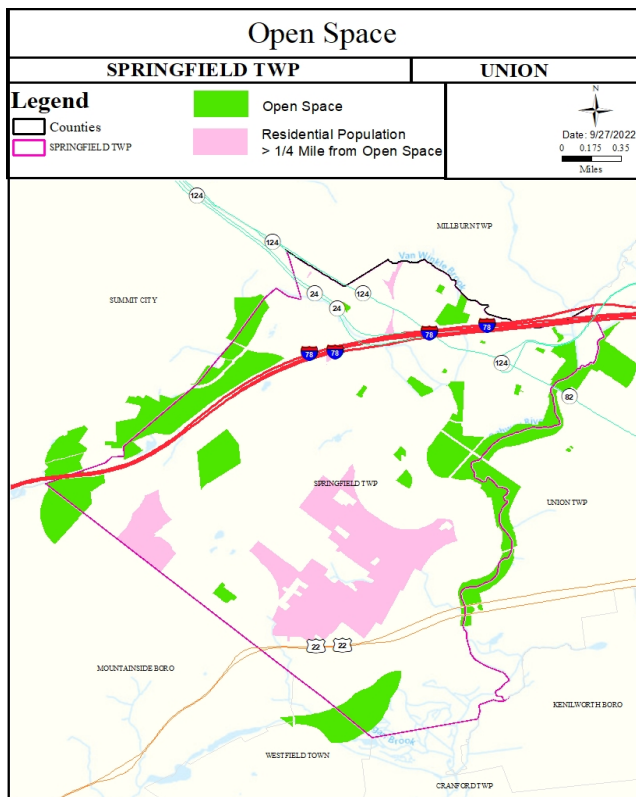 Open Space
SPRINGFIELD TWP
UNION
Legend
Counties
SPRINGFIELD TWP
Open Space
Residential Population
> 1/4 Mile from Open Space
N
Date: 9/27/2022
0 0.175 0.35
Miles
124
MILLBURN TWP
124
Van Winkle Brook
SUMMIT CITY
24
124
24
78
78
78
78
124
82
River
SPRINGFIELD TWP
UNION TWP
22
22
MOUNTAINSIDE BORO
KENILWORTH BORO
Brook
WESTFIELD TOWN
CRANFORD TWP